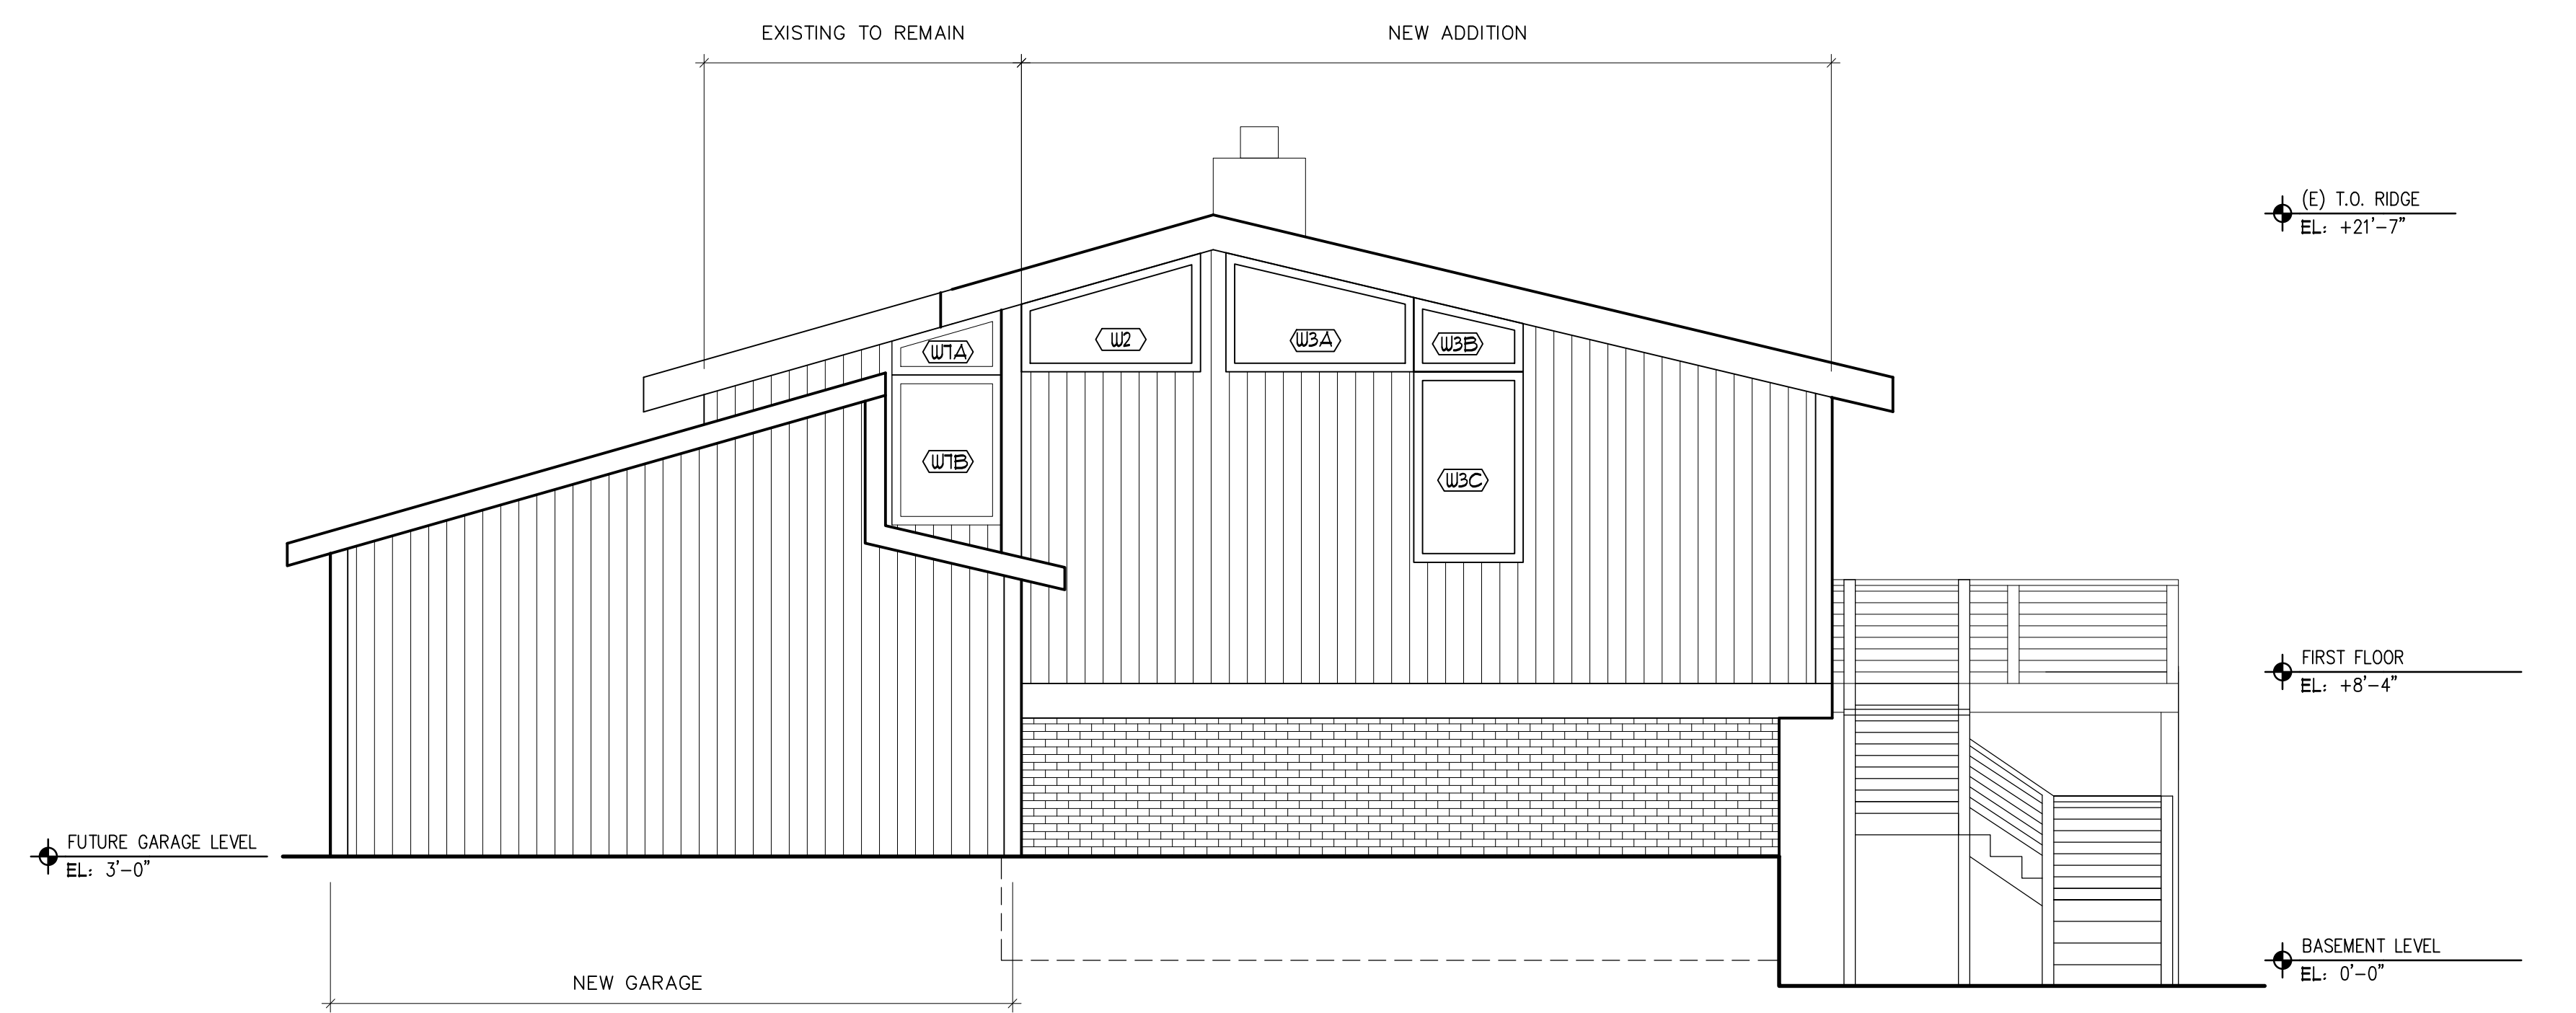 EXISTING TO REMAIN
NEW ADDITION
(E) T.O. RIDGE
EL: +21'-7"
W2
W3A
W3B
W1A
W1B
W3C
FIRST FLOOR
EL: +8'-4"
FUTURE GARAGE LEVEL
EL: 3'-0"
BASEMENT LEVEL
EL: 0'-0"
NEW GARAGE